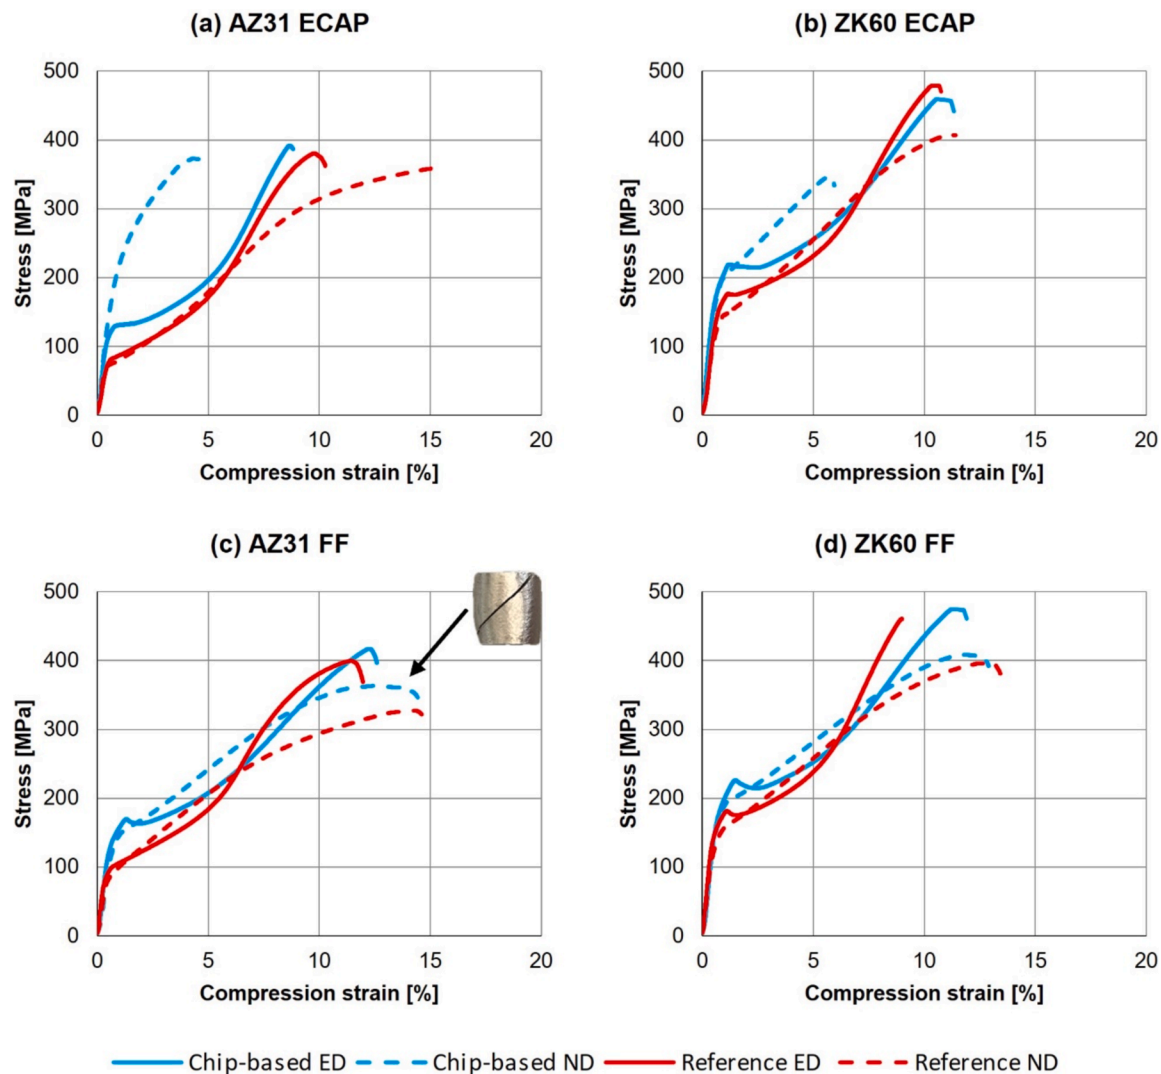 (a) AZ31 ECAP
500
400
300
200
100
0
0 5 10 15 20
Stress [MPa]
Compression strain [%]
(b) ZK60 ECAP
500
400
300
200
100
0
0 5 10 15 20
Stress [MPa]
Compression strain [%]
(c) AZ31 FF
500
400
300
200
100
0
0 5 10 15 20
Stress [MPa]
Compression strain [%]
(d) ZK60 FF
500
400
300
200
100
0
0 5 10 15 20
Stress [MPa]
Compression strain [%]
Chip-based ED Chip-based ND Reference ED Reference ND